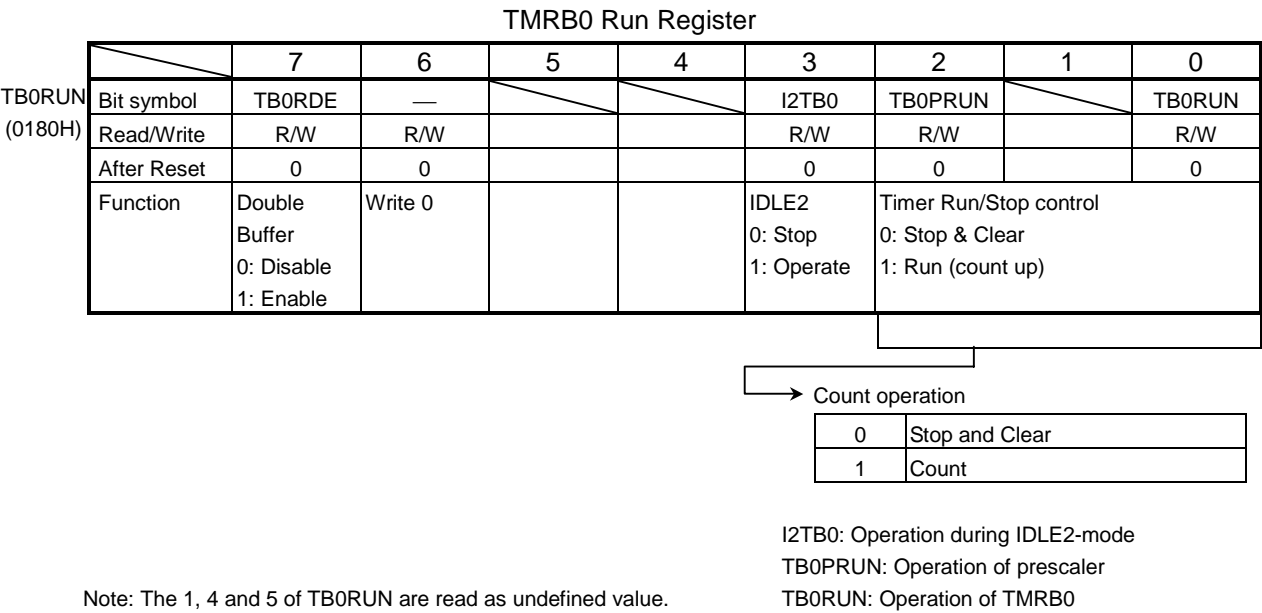 TMRB0 Run Register
7 6 5 4 3 2 1 0
TB0RUN Bit symbol TB0RDE — I2TB0 TB0PRUN TB0RUN
(0180H) Read/Write R/W R/W R/W R/W R/W
After Reset 0 0 0 0 0
Function Double Write 0 IDLE2 Timer Run/Stop control
Buffer 0: Stop 0: Stop & Clear
0: Disable 1: Operate 1: Run (count up)
1: Enable
Count operation
0 Stop and Clear
1 Count
I2TB0: Operation during IDLE2-mode
TB0PRUN: Operation of prescaler
Note: The 1, 4 and 5 of TB0RUN are read as undefined value. TB0RUN: Operation of TMRB0